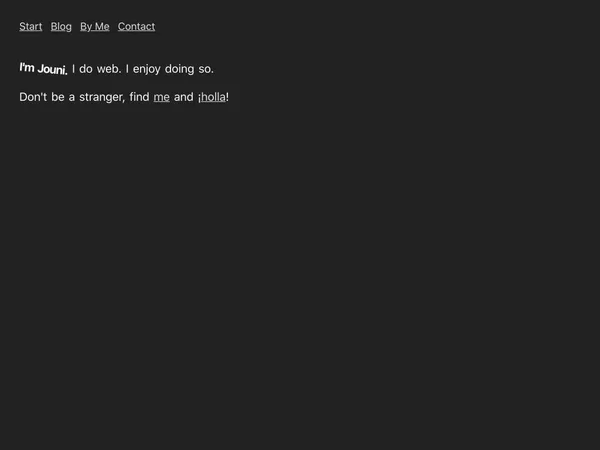 Start Blog By Me Contact
I'm Jouni. I do web. I enjoy doing so.
Don't be a stranger, find me and ¡holla!